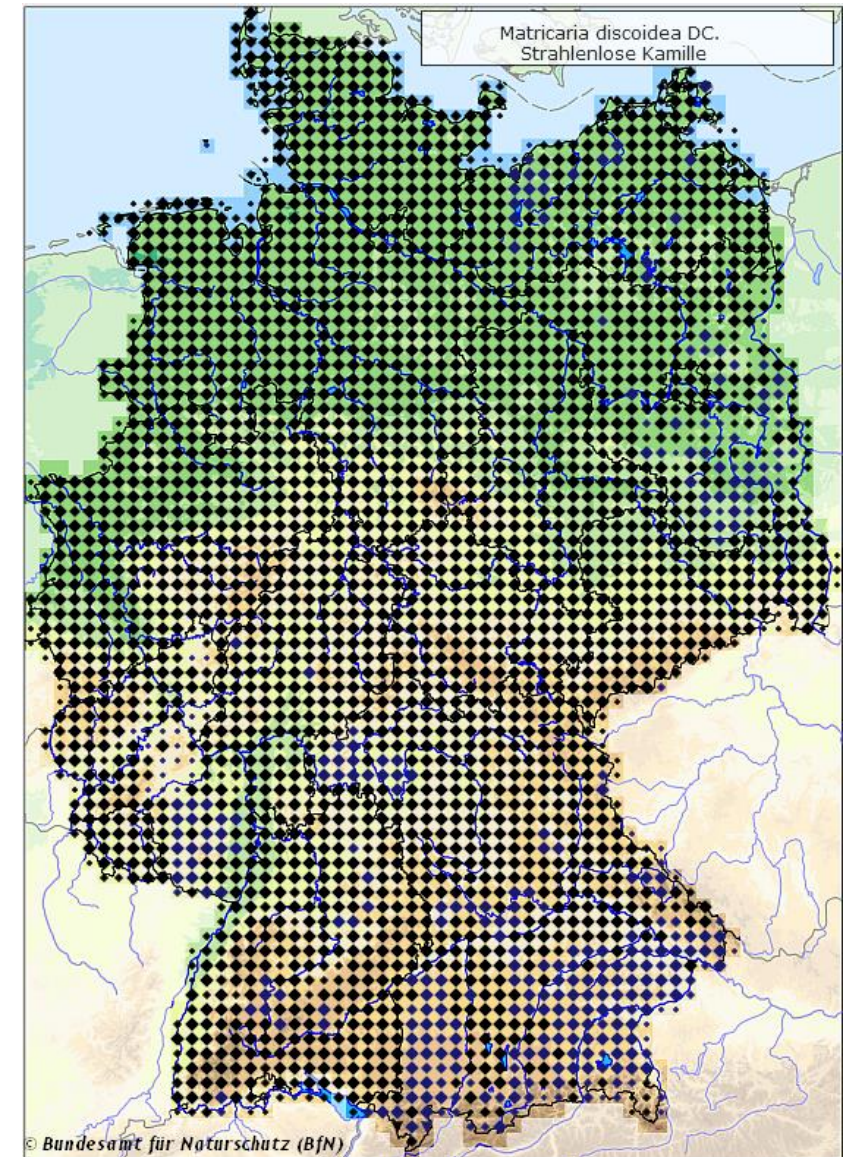 Matricaria discoidea DC.
Strahlenlose Kamille
© Bundesamt für Naturschutz (BfN)